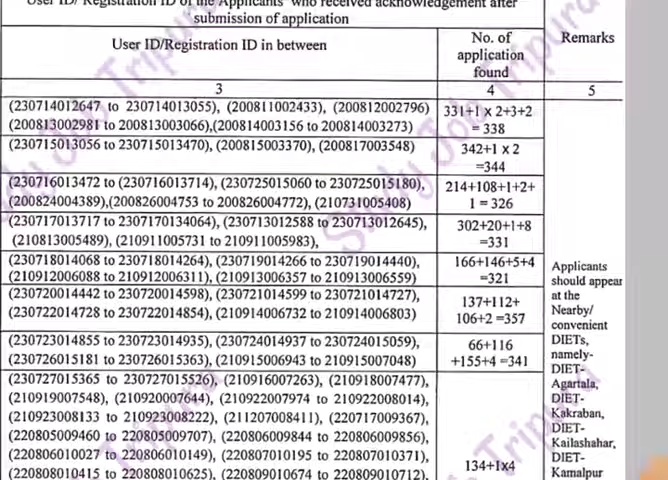 User ID/ Registration ID of the Applicants who received acknowledgement after
submission of application
User ID/Registration ID in between
No. of
application
found
Remarks
3
4
5
(230714012647 to 230714013055), (200811002433), (200812002796)
(200813002981 to 200813003066),(200814003156 to 200814003273)
331+1 x 2+3+2
= 338
(230715013056 to 230715013470), (200815003370), (200817003548)
342+1 x 2
=344
(230716013472 to (230716013714), (230725015060 to 230725015180),
(200824004389),(200826004753 to 200826004772), (210731005408)
214+108+1+2+
1 = 326
(230717013717 to 2307170134064), (230713012588 to 230713012645),
(210813005489), (210911005731 to 210911005983),
302+20+1+8
=331
(230718014068 to 230718014264), (230719014266 to 230719014440),
(210912006088 to 210912006311), (210913006357 to 210913006559)
166+146+5+4
=321
(230720014442 to 230720014598), (230721014599 to 230721014727),
(230722014728 to 230722014854), (210914006732 to 210914006803)
137+112+
106+2 =357
(230723014855 to 230723014935), (230724014937 to 230724015059),
(230726015181 to 230726015363), (210915006943 to 210915007048)
66+116
+155+4 =341
(230727015365 to 230727015526), (210916007263), (210918007477),
(210919007548), (210920007644), (210922007974 to 210922008014),
(210923008133 to 210923008222), (211207008411), (220717009367),
(220805009460 to 220805009707), (220806009844 to 220806009856),
(220806010027 to 220806010149), (220807010195 to 220807010371),
(220808010415 to 220808010625), (220809010674 to 220809010712),
134+1x4
Applicants
should appear
at the
Nearby/
convenient
DIETs,
namely-
DIET-
Agartala,
DIET-
Kakraban,
DIET-
Kailashahar,
DIET-
Kamalpur
Study Job Tripura
Study Job Tripura